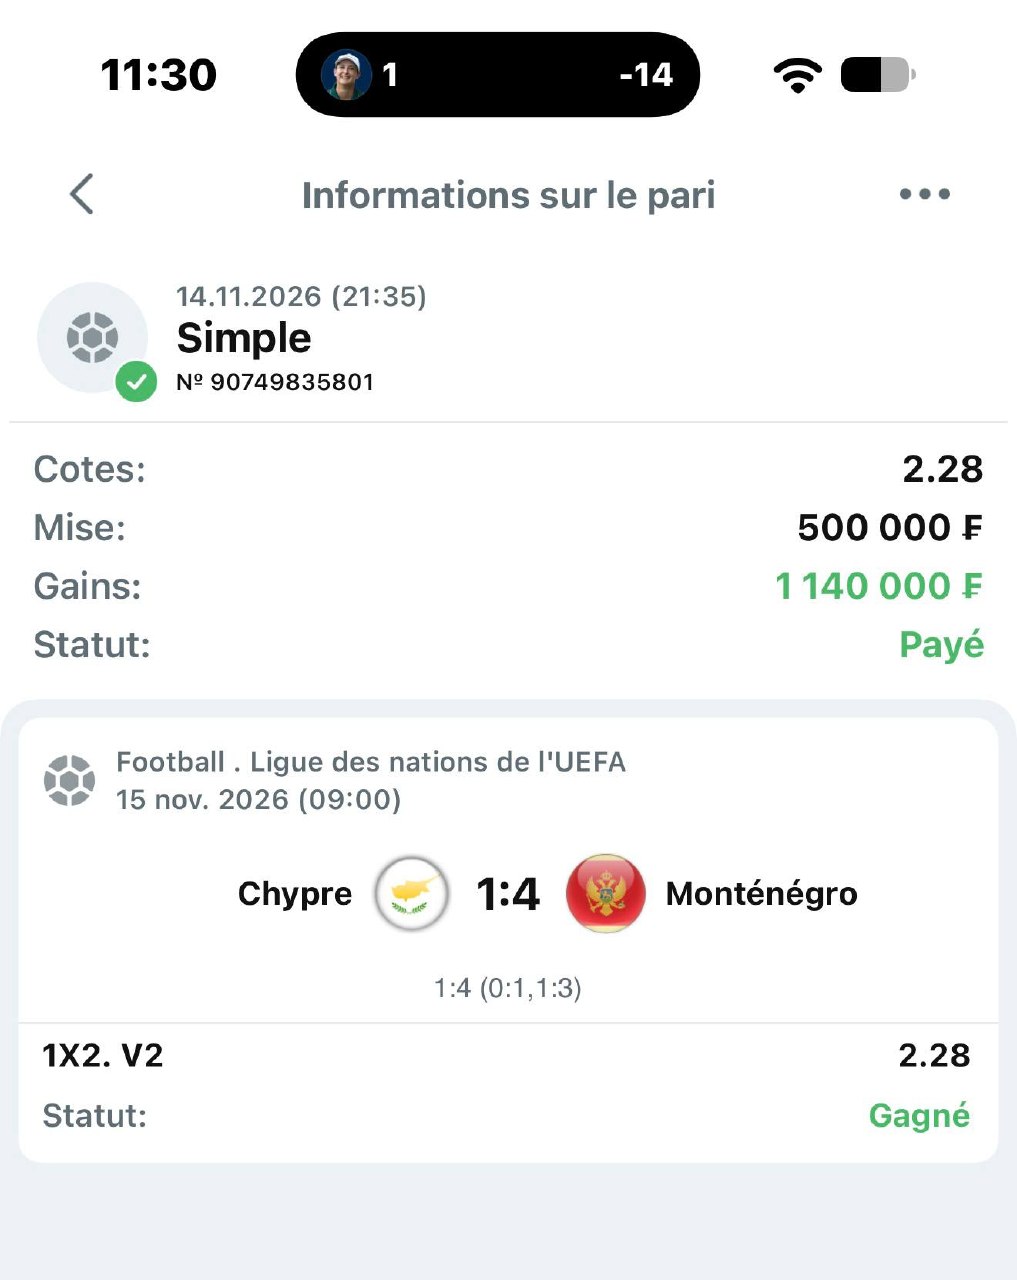 11:30
1 -14
Informations sur le pari
14.11.2026 (21:35)
Simple
Nº 90749835801
Cotes: 2.28
Mise: 500 000 ₣
Gains: 1 140 000 ₣
Statut: Payé
Football . Ligue des nations de l'UEFA
15 nov. 2026 (09:00)
Chypre 1:4 Monténégro
1:4 (0:1,1:3)
1X2. V2 2.28
Statut: Gagné